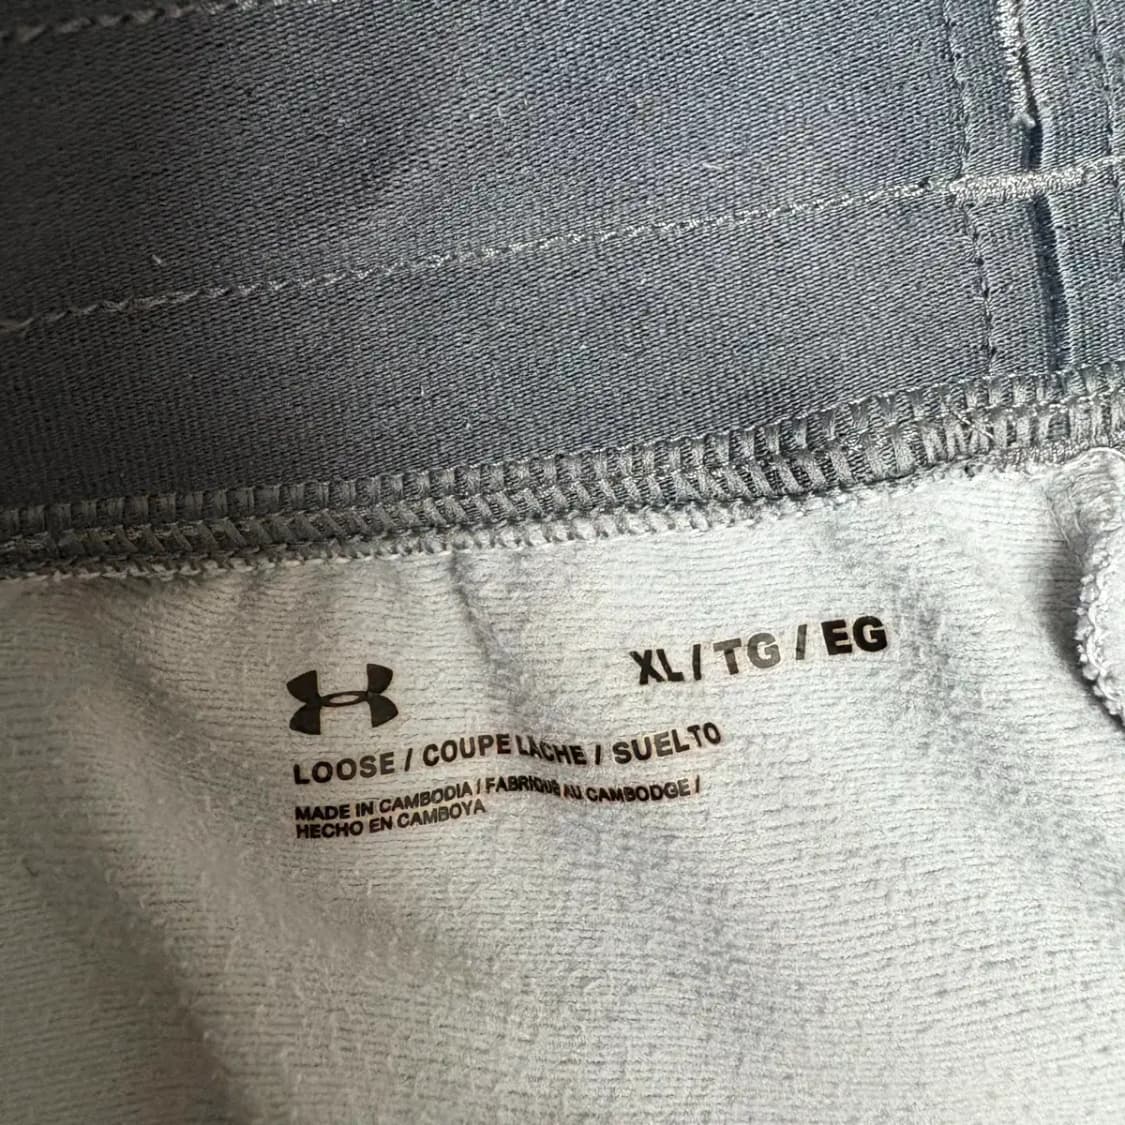 XL / TG / EG
LOOSE / COUPE LACHE / SUELTO
MADE IN CAMBODIA / FABRIQUÉ AU CAMBODGE /
HECHO EN CAMBOYA